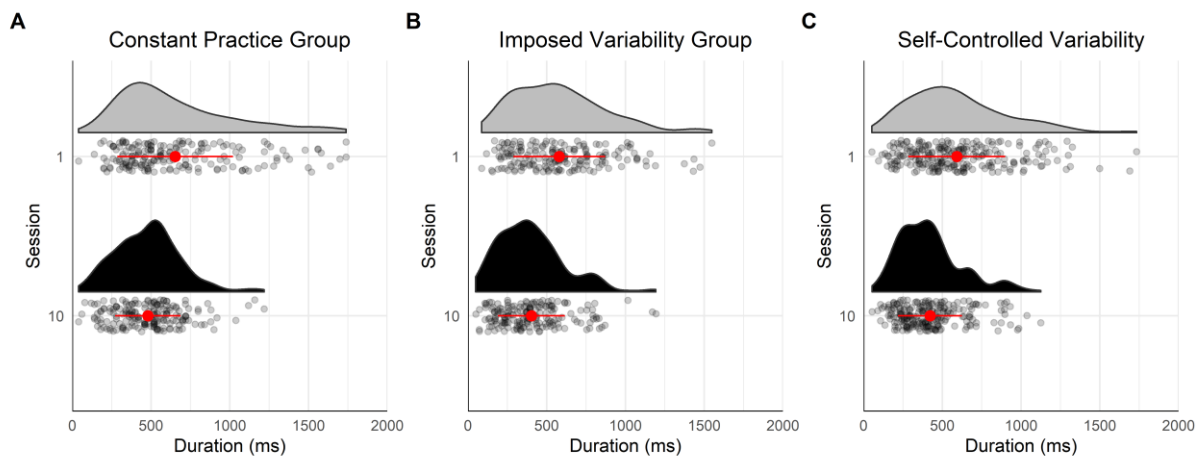 A
Constant Practice Group
Session
1
10
0 500 1000 1500 2000
Duration (ms)
B
Imposed Variability Group
Session
1
10
0 500 1000 1500 2000
Duration (ms)
C
Self-Controlled Variability
Session
1
10
0 500 1000 1500 2000
Duration (ms)